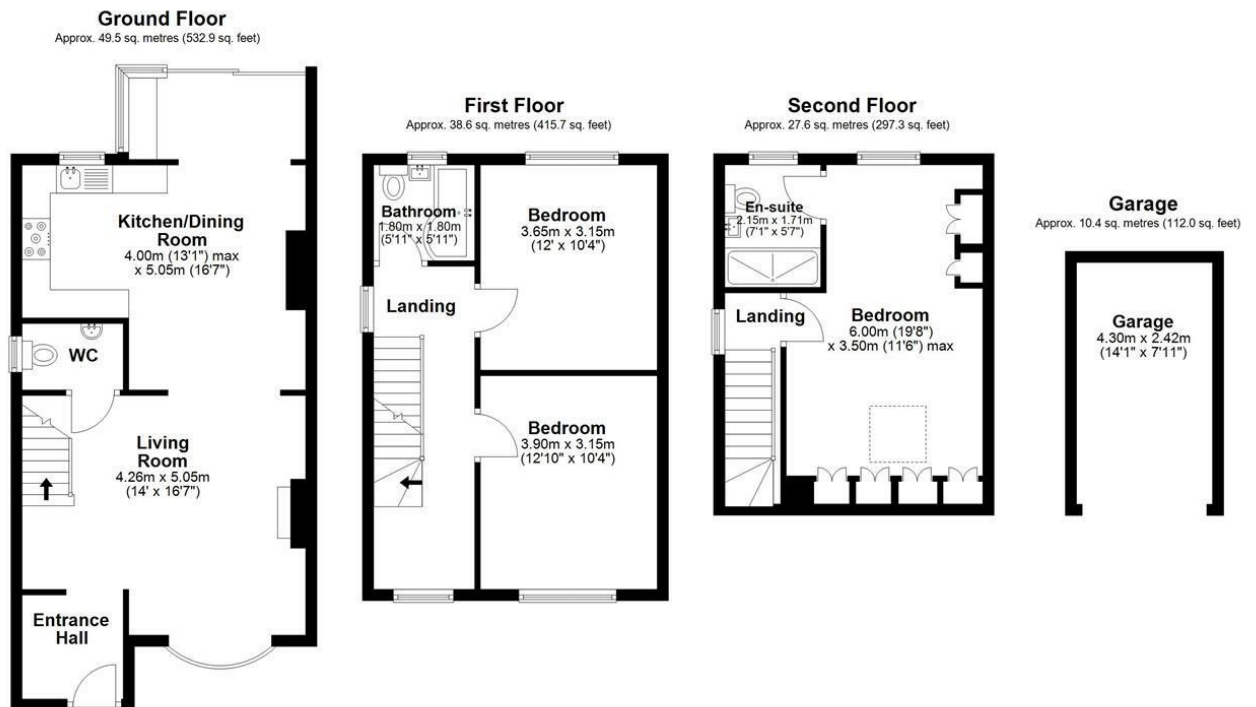 Ground Floor
Approx. 49.5 sq. metres (532.9 sq. feet)
Kitchen/Dining
Room
4.00m (13'1") max
x 5.05m (16'7")
WC
Living
Room
4.26m x 5.05m
(14' x 16'7")
Entrance
Hall
First Floor
Approx. 38.6 sq. metres (415.7 sq. feet)
Bathroom
1.80m x 1.80m
(5'11" x 5'11")
Bedroom
3.65m x 3.15m
(12' x 10'4")
Landing
Bedroom
3.90m x 3.15m
(12'10" x 10'4")
Second Floor
Approx. 27.6 sq. metres (297.3 sq. feet)
En-suite
2.15m x 1.71m
(7'1" x 5'7")
Landing
Bedroom
6.00m (19'8")
x 3.50m (11'6") max
Garage
Approx. 10.4 sq. metres (112.0 sq. feet)
Garage
4.30m x 2.42m
(14'1" x 7'11")